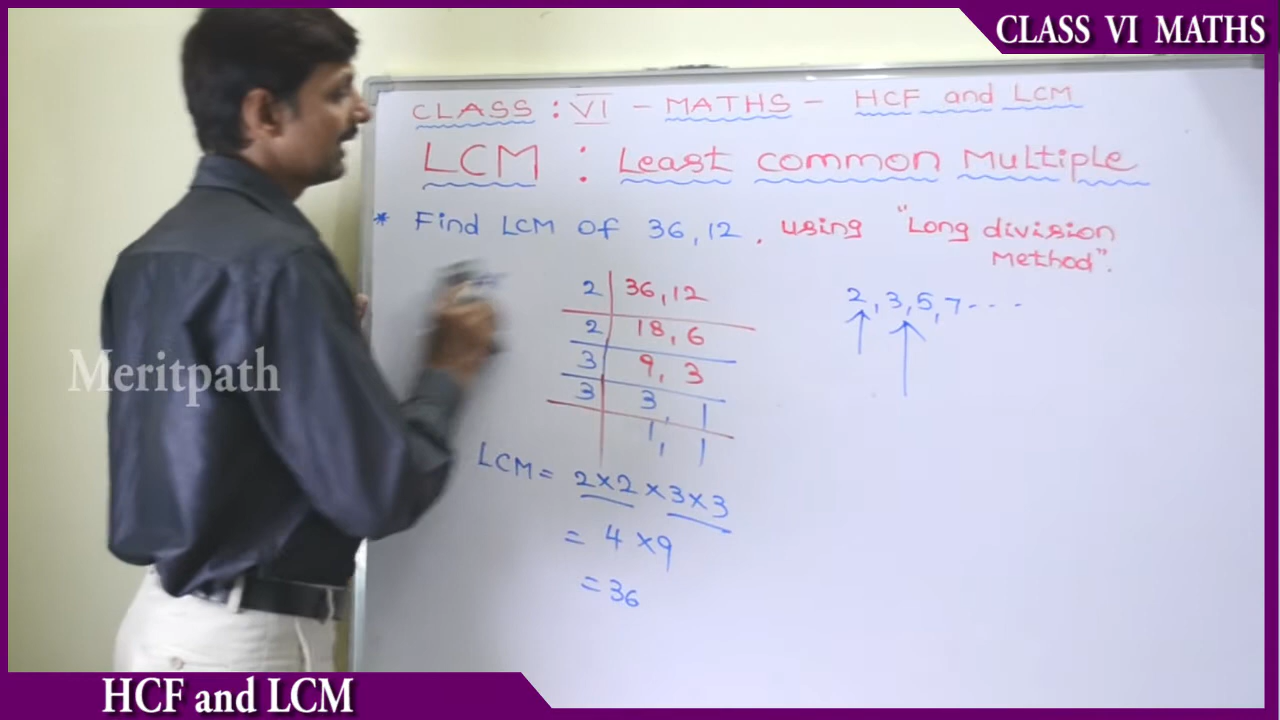 CLASS VI MATHS
CLASS : VI - MATHS - HCF and LCM
LCM : Least common Multiple
* Find LCM of 36, 12 . using "Long division
Method".
2 | 36, 12
2 | 18, 6
3 | 9, 3
3 | 3, 1
1, 1
2, 3, 5, 7 - - -
LCM = 2 × 2 × 3 × 3
= 4 × 9
= 36
Meritpath
HCF and LCM